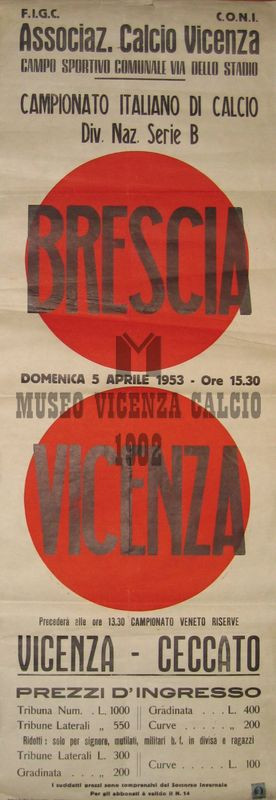 F.I.G.C. C.O.N.I.
Associaz. Calcio Vicenza
CAMPO SPORTIVO COMUNALE VIA DELLO STADIO
CAMPIONATO ITALIANO DI CALCIO
Div. Naz. Serie B
BRESCIA
DOMENICA 5 APRILE 1953 - Ore 15.30
MUSEO VICENZA CALCIO
1902
VICENZA
Precederà alle ore 13.30 CAMPIONATO VENETO RISERVE
VICENZA - CECCATO
PREZZI D'INGRESSO
Tribuna Num. . L. 1000 Gradinata . . . . L. 400
Tribune Laterali „ 550 Curve . . . . . „ 200
Ridotti : solo per signore, mutilati, militari b. f. in divisa e ragazzi
Tribune Laterali L. 300
Gradinata . . . „ 200
Curve . . . . . L. 100
I suddetti prezzi sono comprensivi del Soccorso Invernale
Per gli abbonati è valido il N. 14